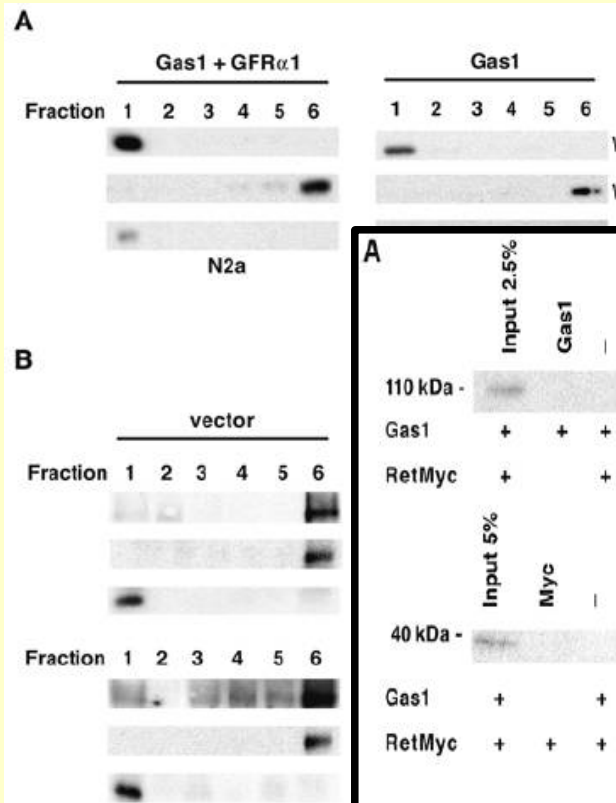 A
Gas1 + GFRα1
Gas1
Fraction 1 2 3 4 5 6
1 2 3 4 5 6
N2a
B
vector
Fraction 1 2 3 4 5 6
Fraction 1 2 3 4 5 6
A
Input 2.5%
Gas1
–
110 kDa -
Gas1 + + +
RetMyc + +
Input 5%
Myc
–
40 kDa -
Gas1 + +
RetMyc + + +